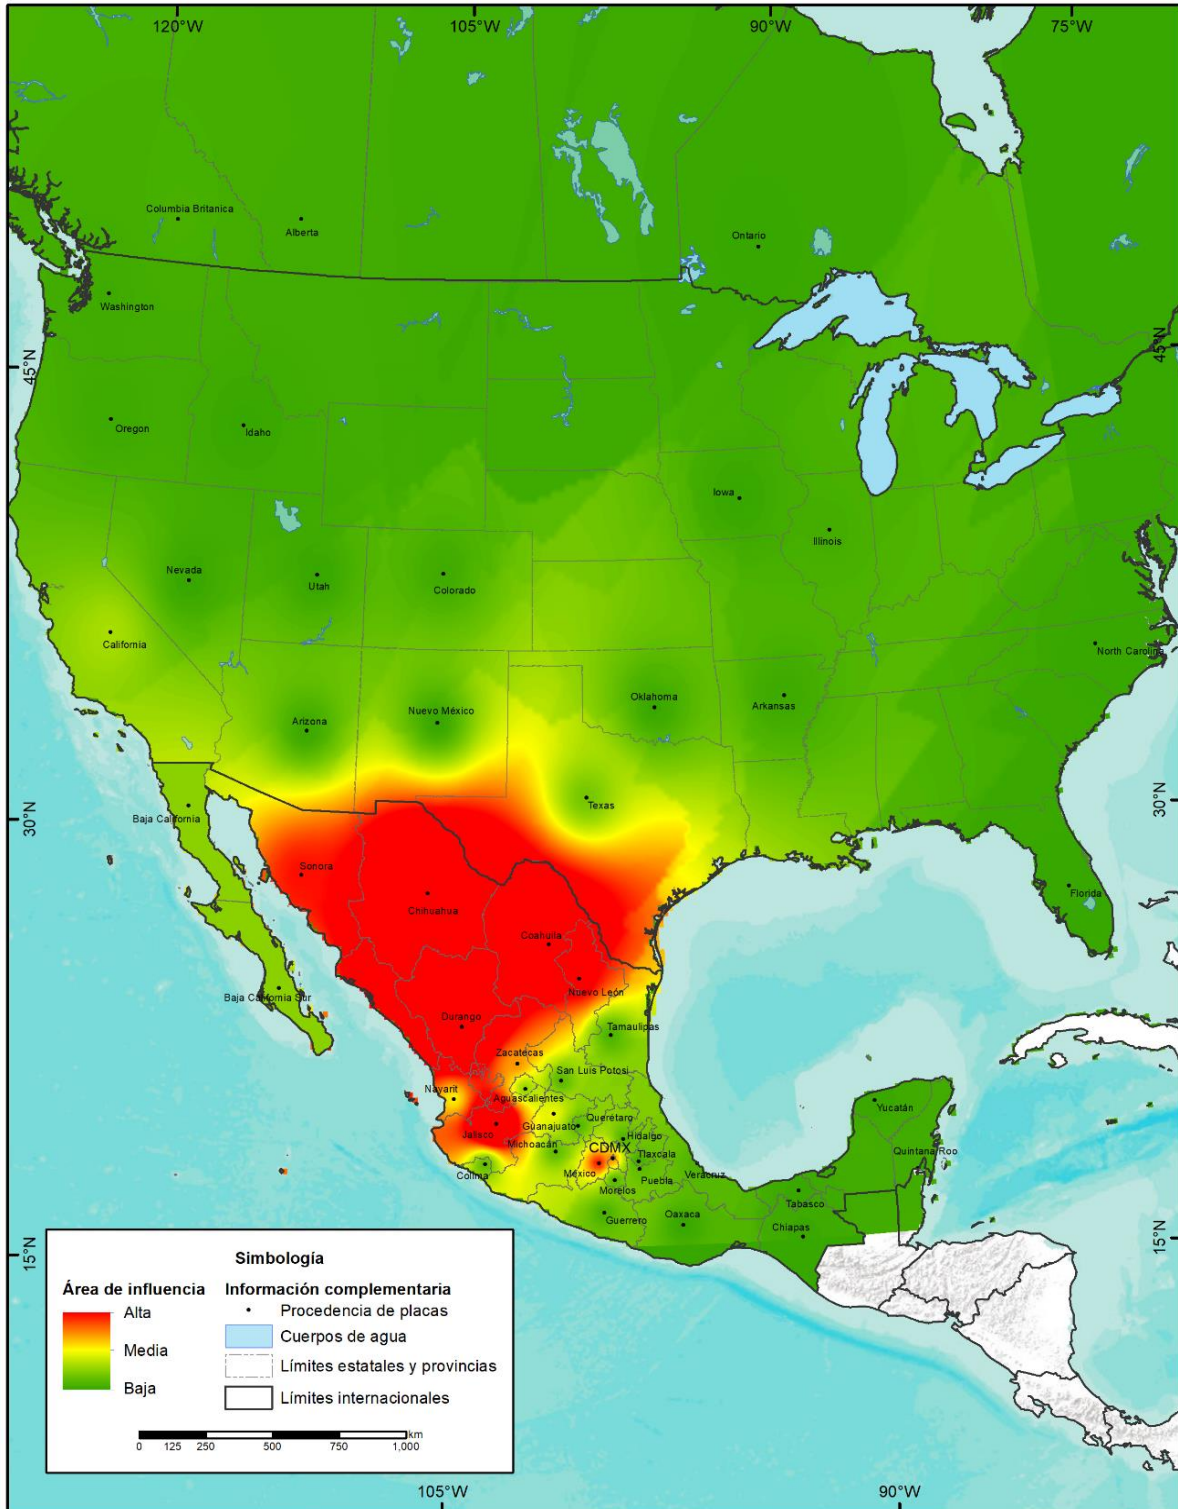 120°W
105°W
90°W
75°W
Columbia Britanica
Alberta
Ontario
Washington
45°N
45°N
Oregon
Idaho
Iowa
Illinois
Nevada
Utah
Colorado
California
North Carolina
Arizona
Nuevo México
Oklahoma
Arkansas
Texas
30°N
30°N
Baja California
Sonora
Chihuahua
Florida
Coahuila
Nuevo León
Baja California Sur
Durango
Tamaulipas
Zacatecas
San Luis Potosi
Nayarit
Aguascalientes
Yucatán
Jalisco
Guanajuato
Querétaro
Hidalgo
Michoacán
CDMX
Tlaxcala
Quintana Roo
Colima
México
Puebla
Veracruz
Morelos
Tabasco
Guerrero
Oaxaca
Chiapas
15°N
15°N
Simbología
Área de influencia
Alta
Media
Baja
Información complementaria
Procedencia de placas
Cuerpos de agua
Límites estatales y provincias
Límites internacionales
km
0 125 250 500 750 1,000
105°W
90°W